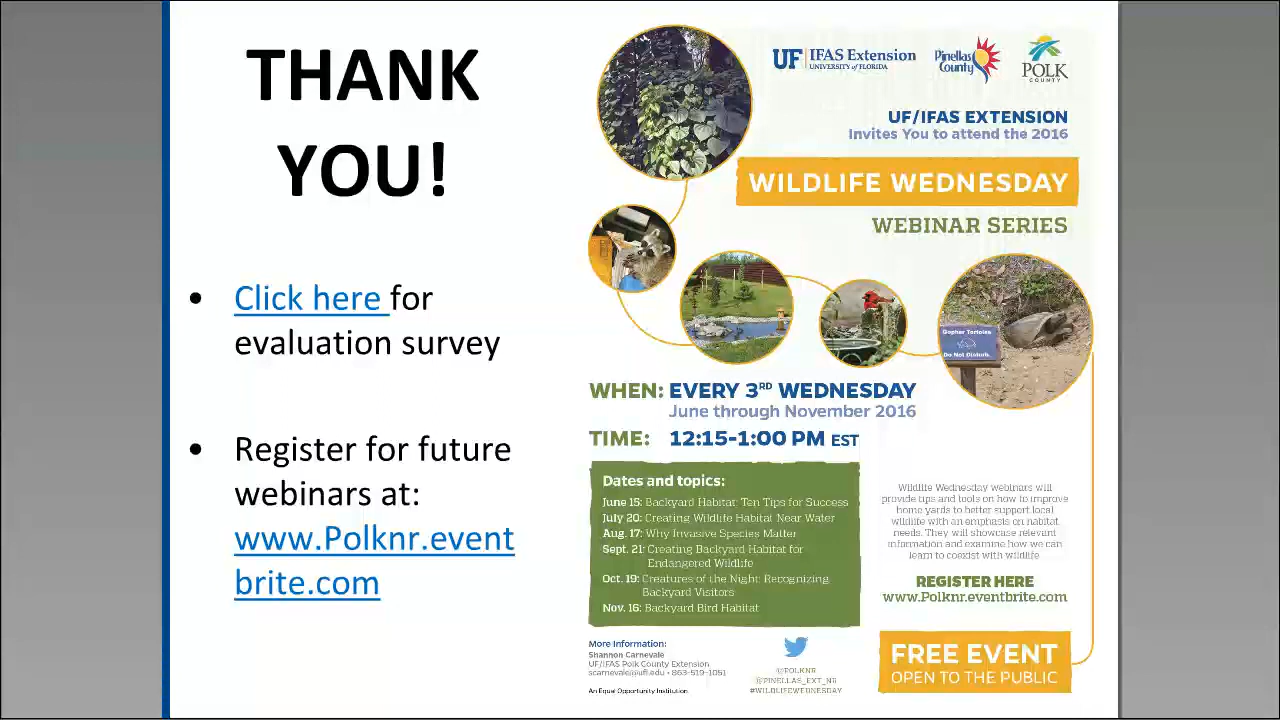 THANK
YOU!
• Click here for
evaluation survey
• Register for future
webinars at:
www.Polknr.event
brite.com
UF IFAS Extension
UNIVERSITY of FLORIDA
Pinellas
County
POLK
COUNTY
UF/IFAS EXTENSION
Invites You to attend the 2016
WILDLIFE WEDNESDAY
WEBINAR SERIES
Gopher Tortoise
Do Not Disturb.
WHEN: EVERY 3RD WEDNESDAY
June through November 2016
TIME: 12:15-1:00 PM EST
Dates and topics:
June 15: Backyard Habitat: Ten Tips for Success
July 20: Creating Wildlife Habitat Near Water
Aug. 17: Why Invasive Species Matter
Sept. 21: Creating Backyard Habitat for
Endangered Wildlife
Oct. 19: Creatures of the Night: Recognizing
Backyard Visitors
Nov. 16: Backyard Bird Habitat
Wildlife Wednesday webinars will
provide tips and tools on how to improve
home yards to better support local
wildlife with an emphasis on habitat
needs. They will showcase relevant
information and examine how we can
learn to coexist with wildlife
REGISTER HERE
www.Polknr.eventbrite.com
More Information:
Shannon Carnevale
UF/IFAS Polk County Extension
scarnevale@ufl.edu • 863-519-1051
An Equal Opportunity Institution.
@POLKNR
@PINELLAS_EXT_NR
#WILDLIFEWEDNESDAY
FREE EVENT
OPEN TO THE PUBLIC